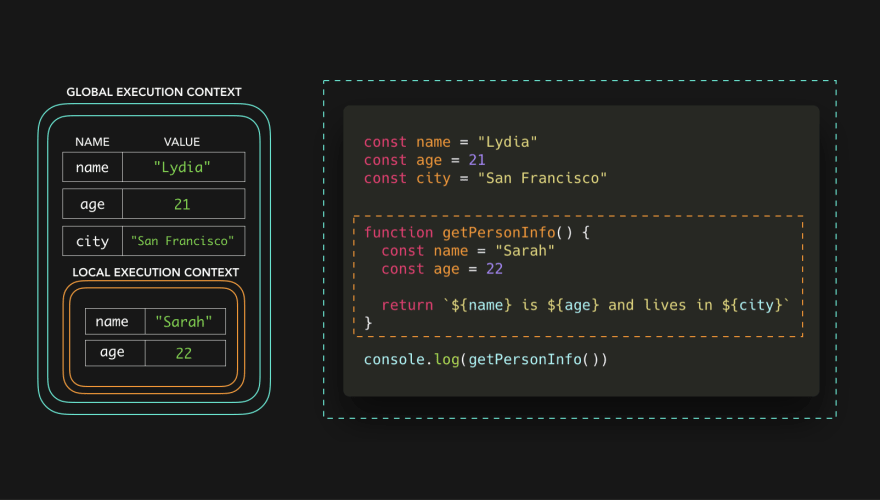 GLOBAL EXECUTION CONTEXT
NAME VALUE
name "Lydia"
age 21
city "San Francisco"
LOCAL EXECUTION CONTEXT
name "Sarah"
age 22
const name = "Lydia"
const age = 21
const city = "San Francisco"
function getPersonInfo() {
  const name = "Sarah"
  const age = 22
  return `${name} is ${age} and lives in ${city}`
}
console.log(getPersonInfo())